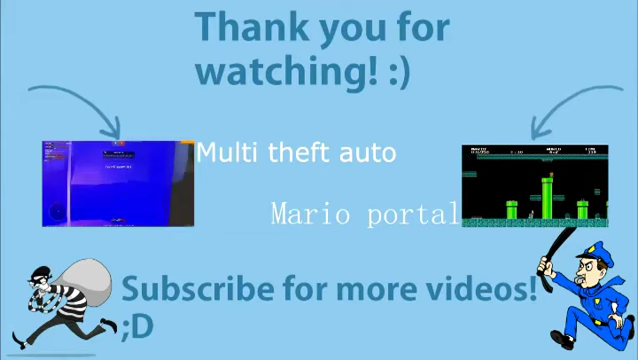 Thank you for
watching! :)
Multi theft auto
Mario portal
Subscribe for more videos!
;D